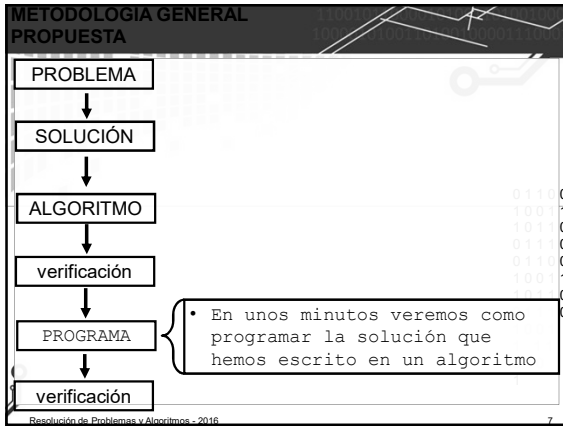 METODOLOGÍA GENERAL
PROPUESTA
PROBLEMA
SOLUCIÓN
ALGORITMO
verificación
PROGRAMA
• En unos minutos veremos como
programar la solución que
hemos escrito en un algoritmo
verificación
Resolución de Problemas y Algoritmos - 2016
7